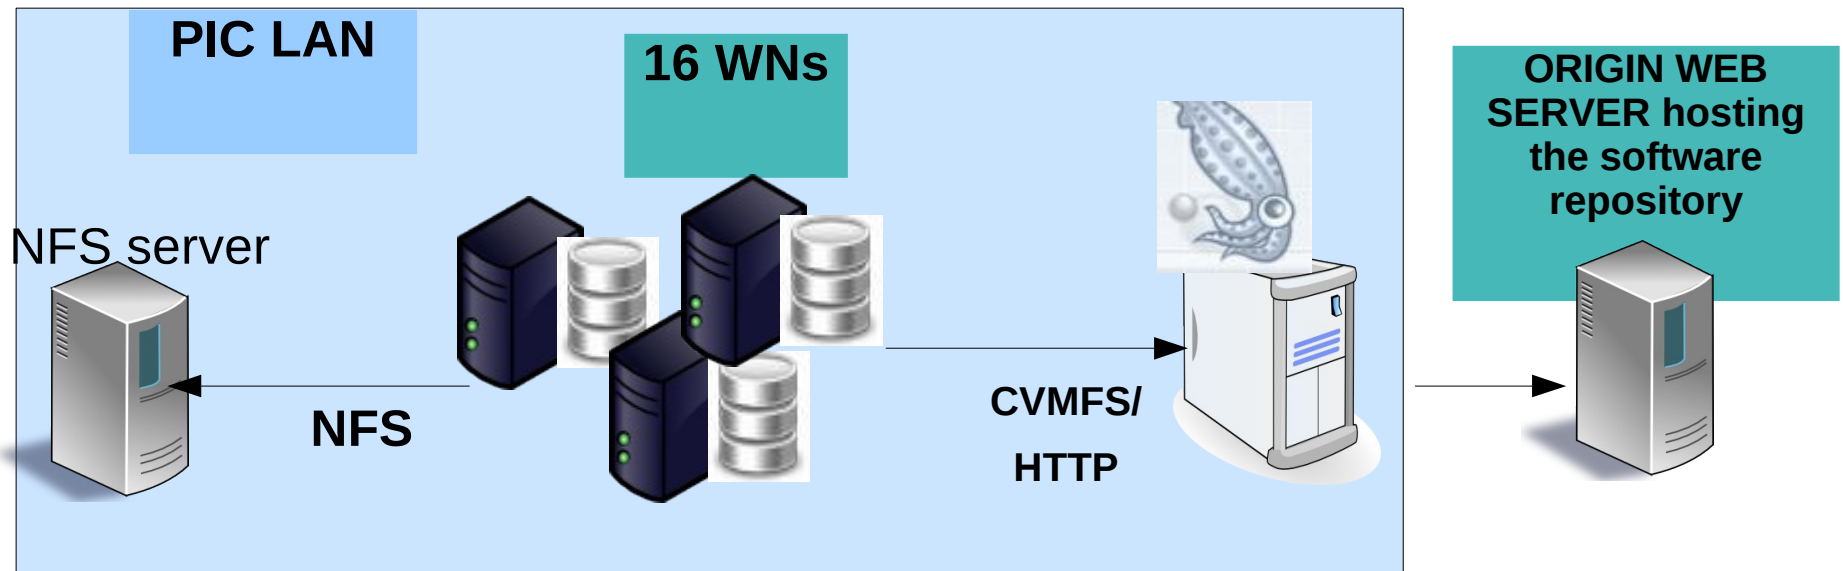 PIC LAN
16 WNs
ORIGIN WEB
SERVER hosting
the software
repository
NFS server
NFS
CVMFS/
HTTP